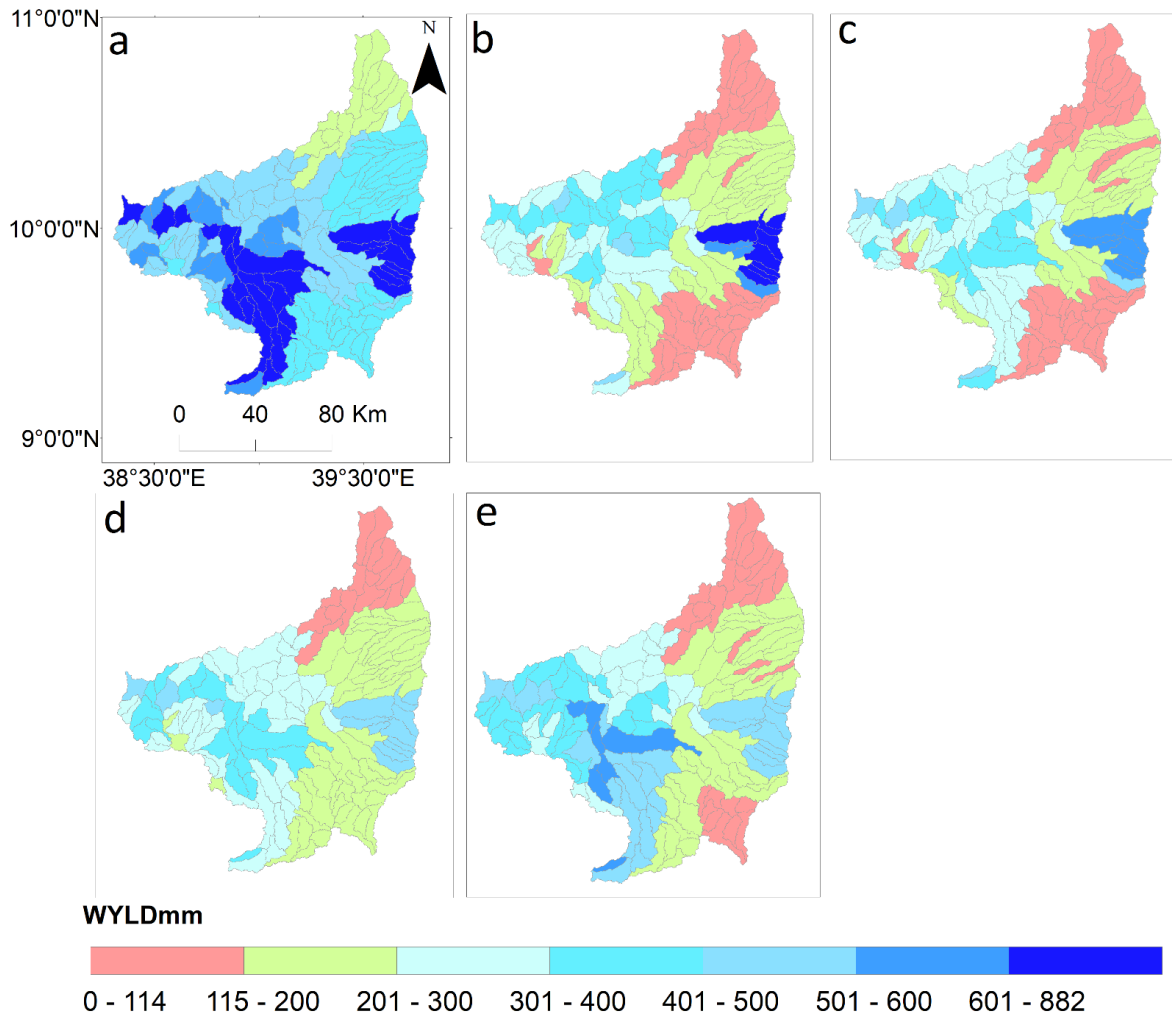 11°0'0"N
a
N
b
c
10°0'0"N
0 40 80 Km
9°0'0"N
38°30'0"E 39°30'0"E
d
e
WYLDmm
0 - 114 115 - 200 201 - 300 301 - 400 401 - 500 501 - 600 601 - 882